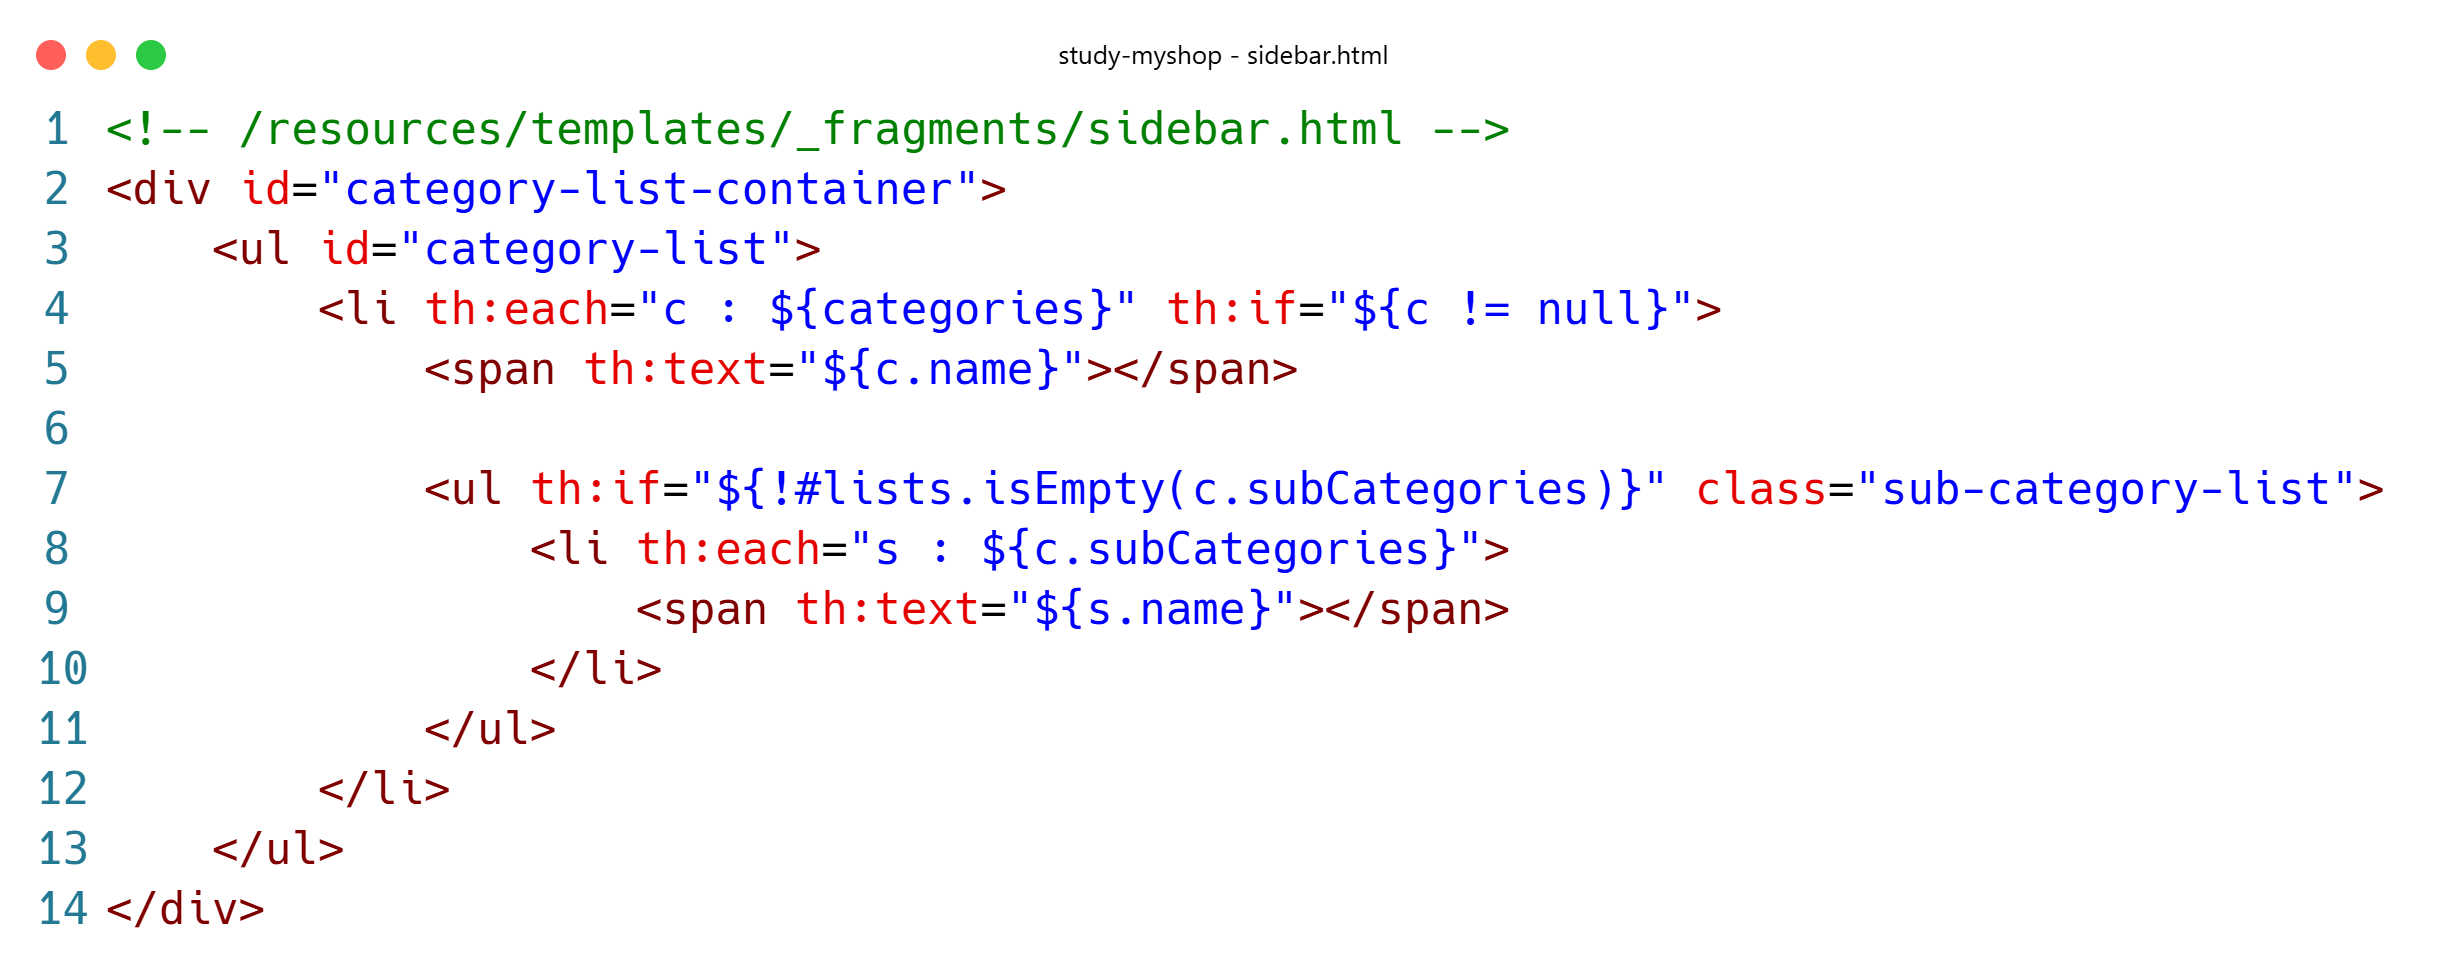 study-myshop - sidebar.html
1 <!-- /resources/templates/_fragments/sidebar.html -->
2 <div id="category-list-container">
3     <ul id="category-list">
4         <li th:each="c : ${categories}" th:if="${c != null}">
5             <span th:text="${c.name}"></span>
6
7             <ul th:if="${!#lists.isEmpty(c.subCategories)}" class="sub-category-list">
8                 <li th:each="s : ${c.subCategories}">
9                     <span th:text="${s.name}"></span>
10                 </li>
11             </ul>
12         </li>
13     </ul>
14 </div>